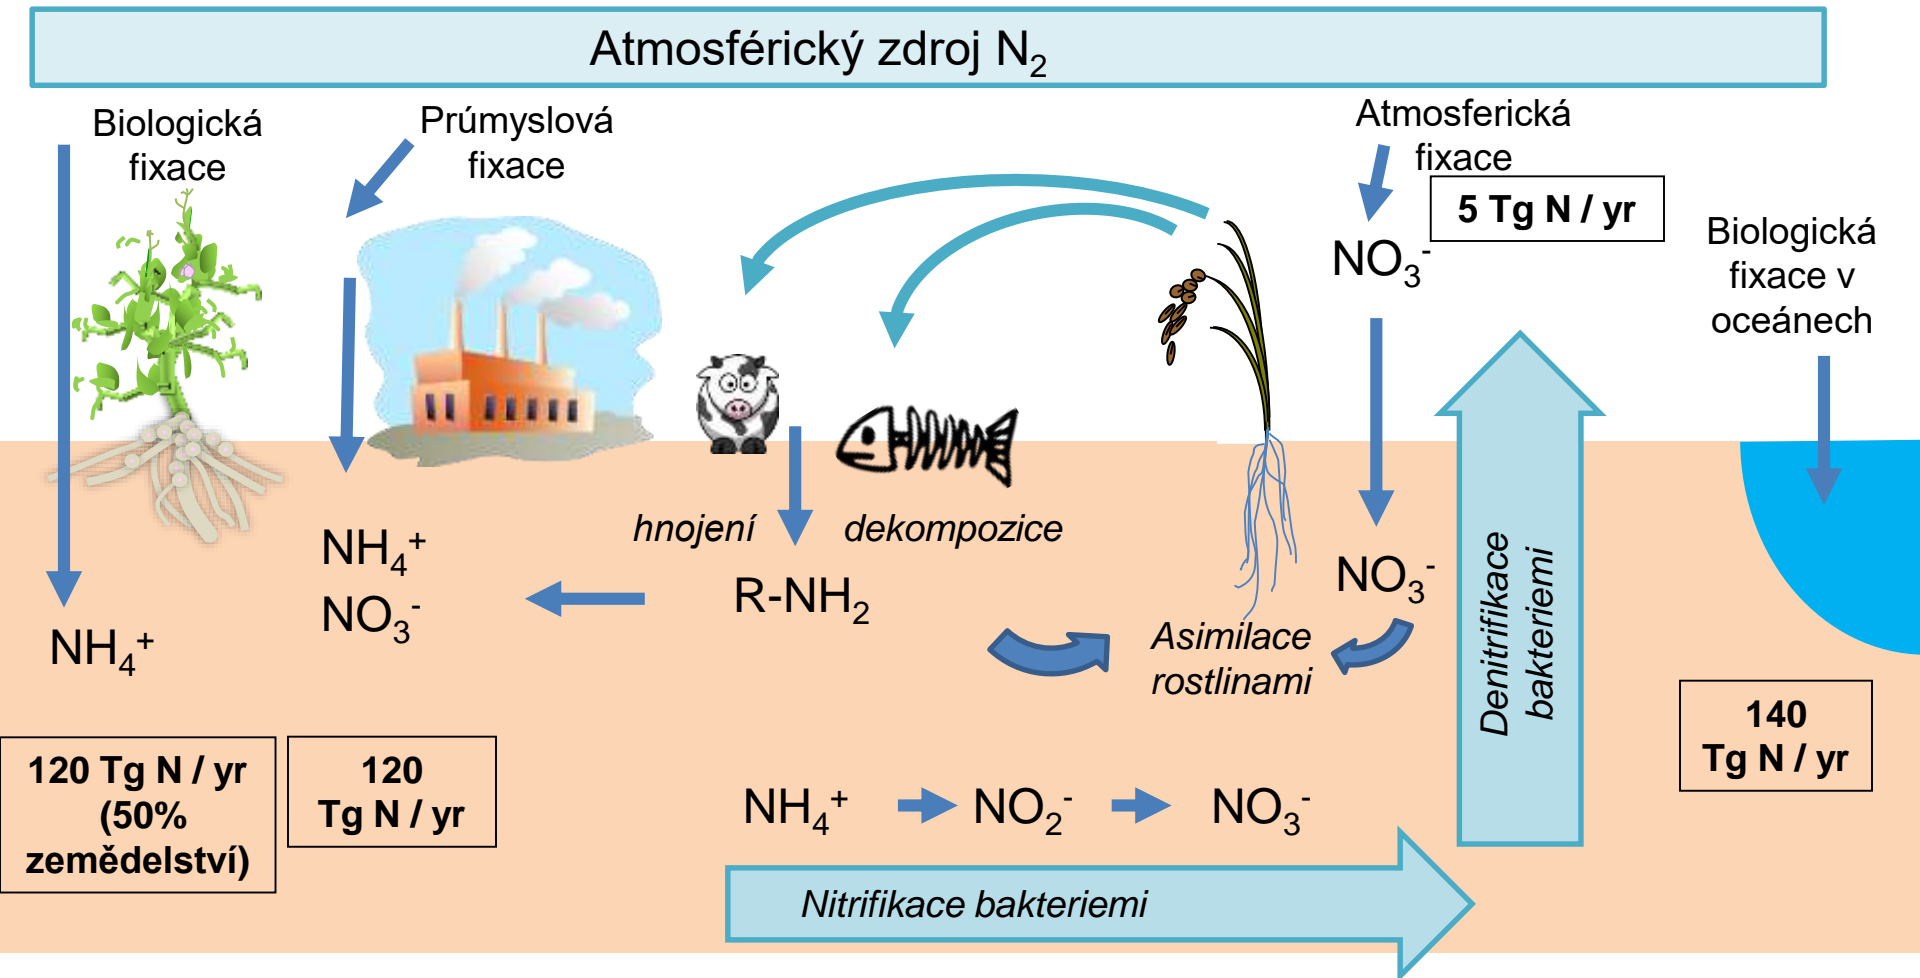 Atmosférický zdroj N₂
Biologická
fixace
Prúmyslová
fixace
Atmosferická
fixace
5 Tg N / yr
NO₃⁻
Biologická
fixace v
oceánech
hnojení
dekompozice
NH₄⁺
NO₃⁻
R-NH₂
NO₃⁻
NH₄⁺
Asimilace
rostlinami
Denitrifikace
bakteriemi
120 Tg N / yr
(50%
zemědelství)
120
Tg N / yr
140
Tg N / yr
NH₄⁺ NO₂⁻ NO₃⁻
Nitrifikace bakteriemi